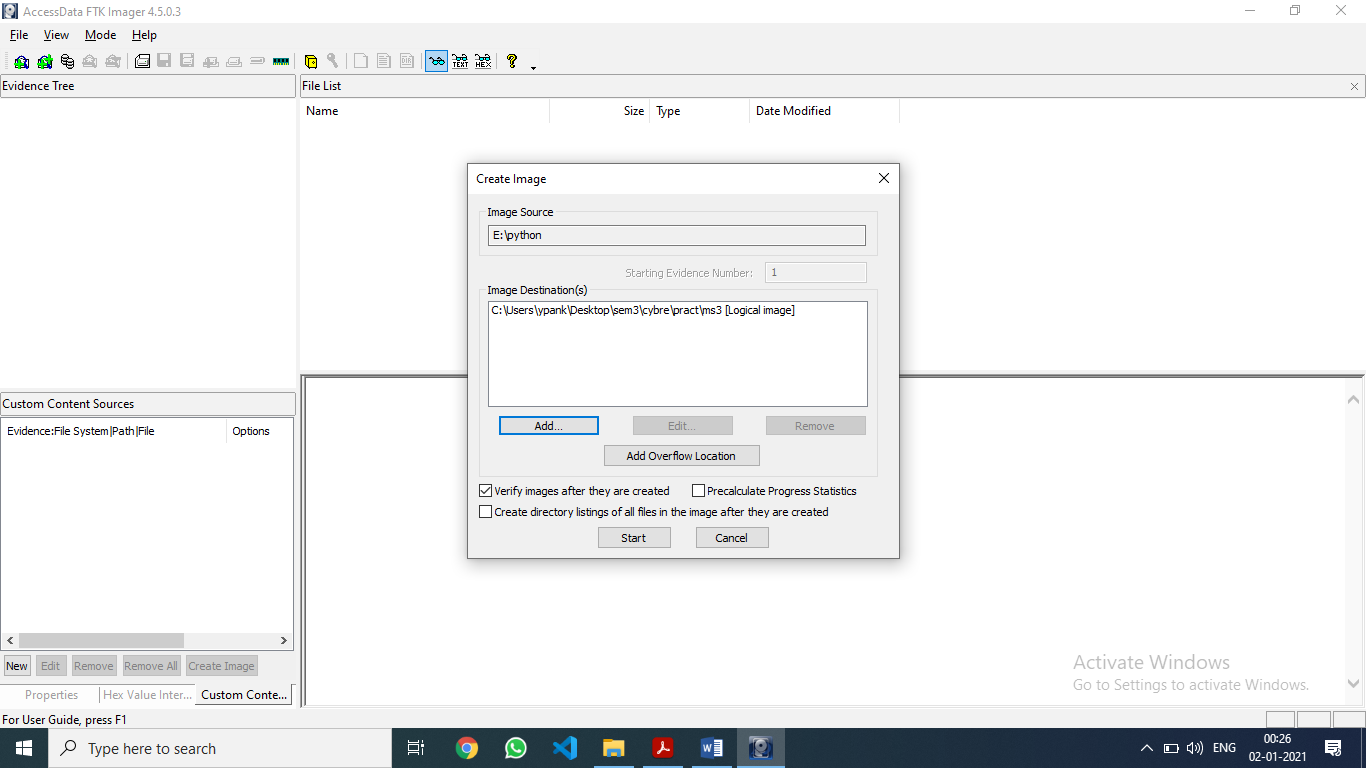 AccessData FTK Imager 4.5.0.3
File View Mode Help
TEXT HEX ?
Evidence Tree
File List
Name Size Type Date Modified
Create Image
Image Source
E:\python
Starting Evidence Number: 1
Image Destination(s)
C:\Users\ypank\Desktop\sem3\cybre\pract\ms3 [Logical image]
Add... Edit... Remove
Add Overflow Location
Verify images after they are created Precalculate Progress Statistics
Create directory listings of all files in the image after they are created
Start Cancel
Custom Content Sources
Evidence:File System|Path|File Options
New Edit Remove Remove All Create Image
Properties Hex Value Inter... Custom Conte...
Activate Windows
Go to Settings to activate Windows.
For User Guide, press F1
Type here to search
ENG
00:26
02-01-2021